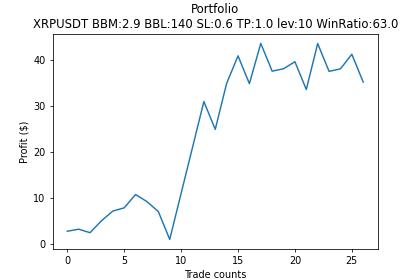 Portfolio
XRPUSDT BBM:2.9 BBL:140 SL:0.6 TP:1.0 lev:10 WinRatio:63.0
40
30
20
10
0
Profit ($)
0 5 10 15 20 25
Trade counts